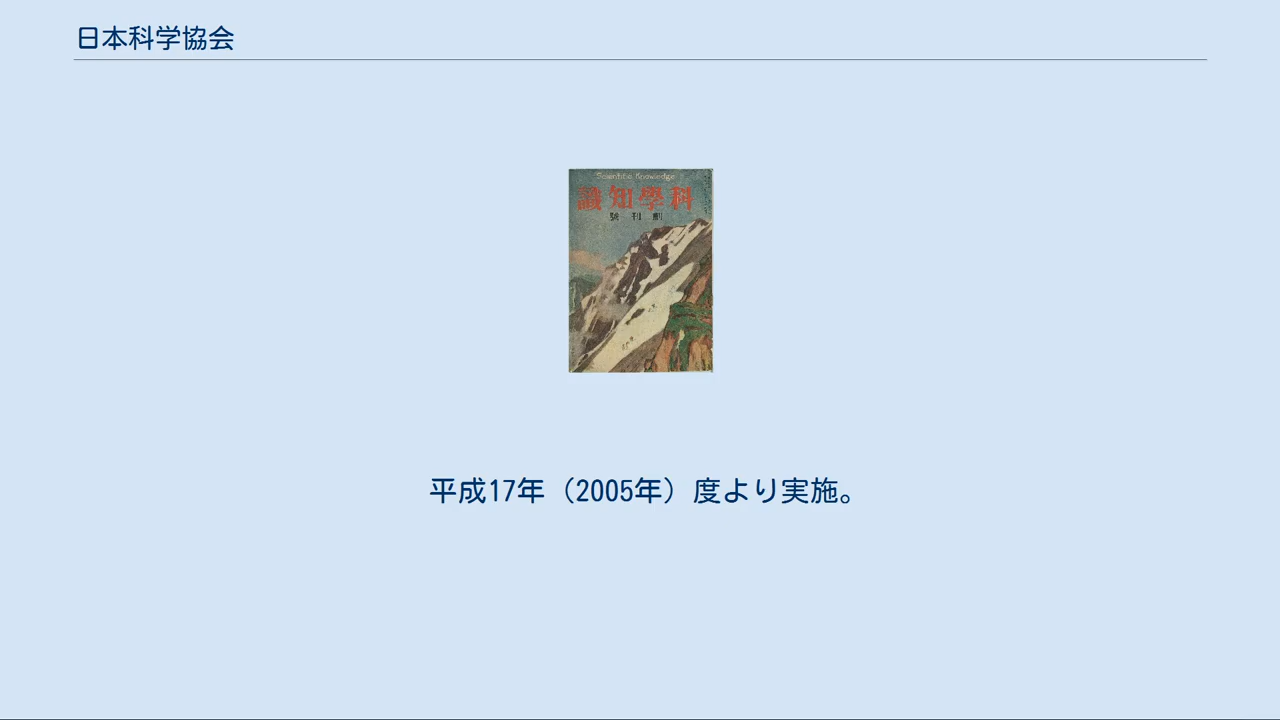 日本科学協会
Scientific Knowledge
識知學科
號刊創
平成17年（2005年）度より実施。